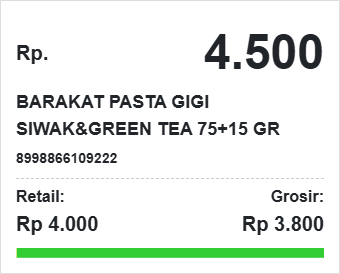 Rp. 4.500
BARAKAT PASTA GIGI
SIWAK&GREEN TEA 75+15 GR
8998866109222
Retail: Grosir:
Rp 4.000 Rp 3.800